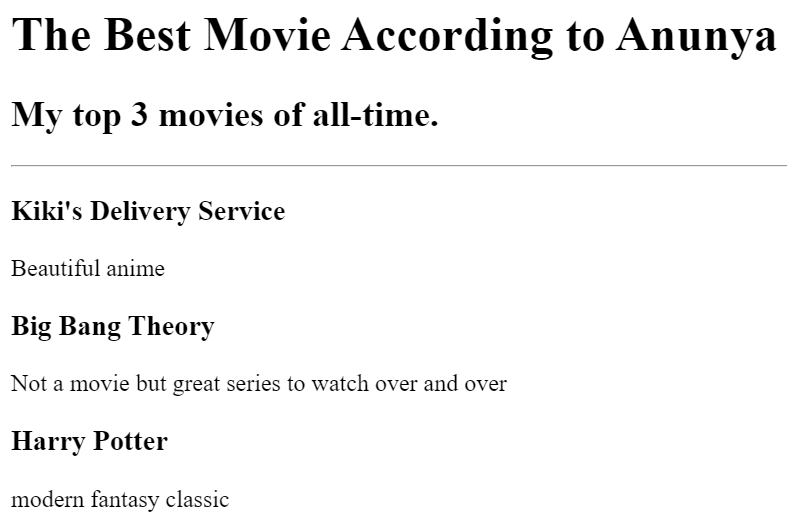 The Best Movie According to Anunya
My top 3 movies of all-time.
Kiki's Delivery Service
Beautiful anime
Big Bang Theory
Not a movie but great series to watch over and over
Harry Potter
modern fantasy classic